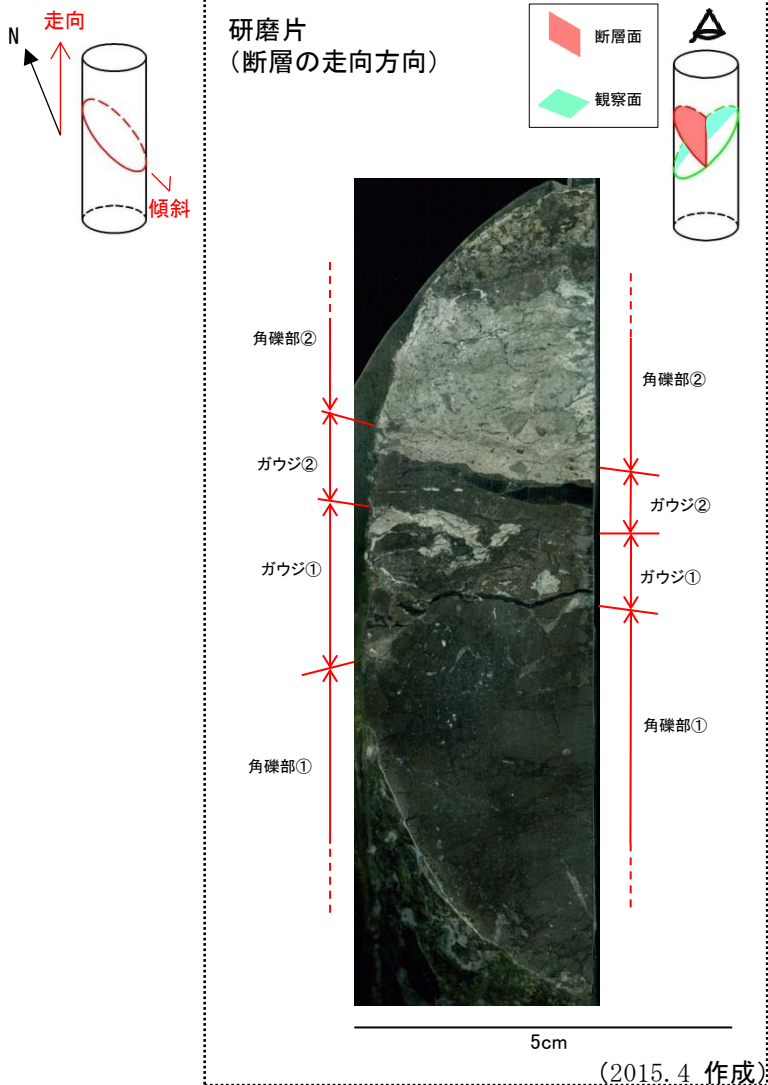 走向
N
傾斜
研磨片
(断層の走向方向)
断層面
観察面
角礫部②
ガウジ②
ガウジ①
角礫部①
角礫部②
ガウジ②
ガウジ①
角礫部①
5cm
(2015.4 作成)